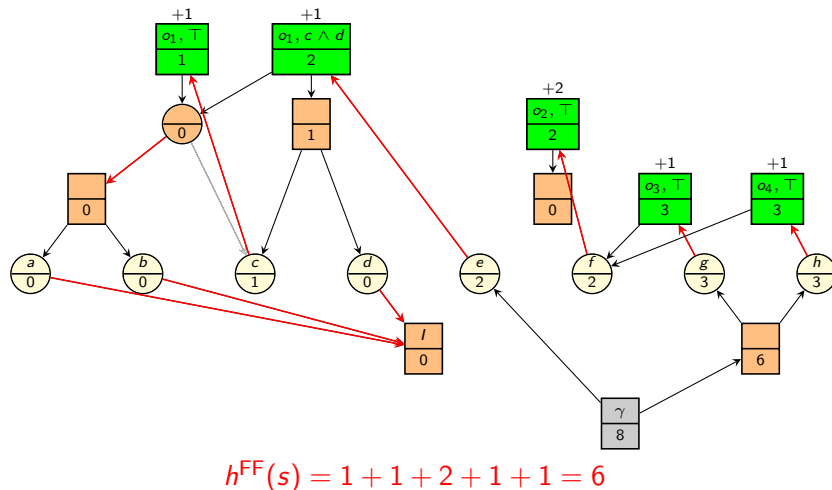 +1 +1
o₁, ⊤ o₁, c ∧ d
1 2
+2
o₂, ⊤
2
0
1
+1 +1
o₃, ⊤ o₄, ⊤
3 3
0 0
a b c d e f g h
0 0 1 0 2 2 3 3
I
0 6
γ
8
h^FF(s) = 1 + 1 + 2 + 1 + 1 = 6